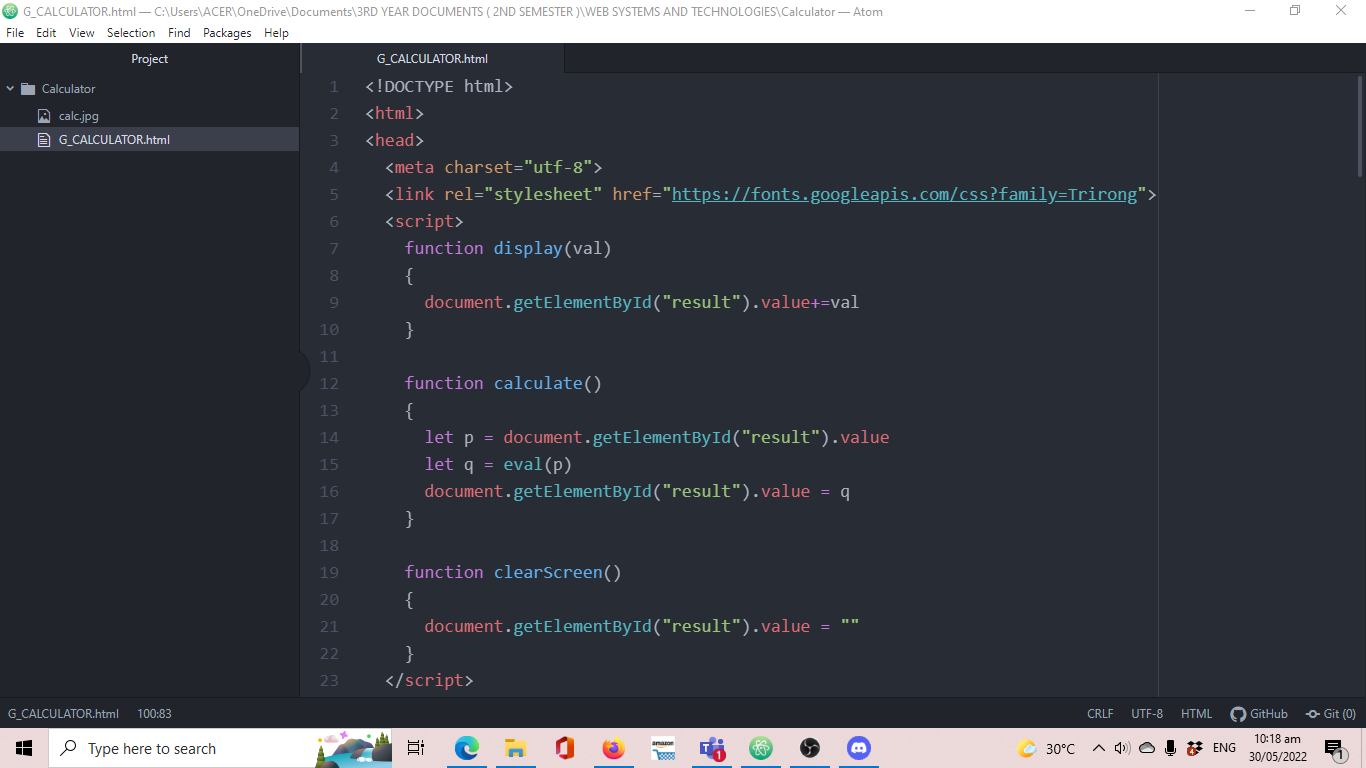 G_CALCULATOR.html — C:\Users\ACER\OneDrive\Documents\3RD YEAR DOCUMENTS ( 2ND SEMESTER )\WEB SYSTEMS AND TECHNOLOGIES\Calculator — Atom
File Edit View Selection Find Packages Help
Project
Calculator
calc.jpg
G_CALCULATOR.html
G_CALCULATOR.html
1 <!DOCTYPE html>
2 <html>
3 <head>
4 <meta charset="utf-8">
5 <link rel="stylesheet" href="https://fonts.googleapis.com/css?family=Trirong">
6 <script>
7 function display(val)
8 {
9 document.getElementById("result").value+=val
10 }
11
12 function calculate()
13 {
14 let p = document.getElementById("result").value
15 let q = eval(p)
16 document.getElementById("result").value = q
17 }
18
19 function clearScreen()
20 {
21 document.getElementById("result").value = ""
22 }
23 </script>
G_CALCULATOR.html 100:83 CRLF UTF-8 HTML GitHub Git (0)
Type here to search amazon 1 30°C 4 ENG 10:18 am 1
30/05/2022